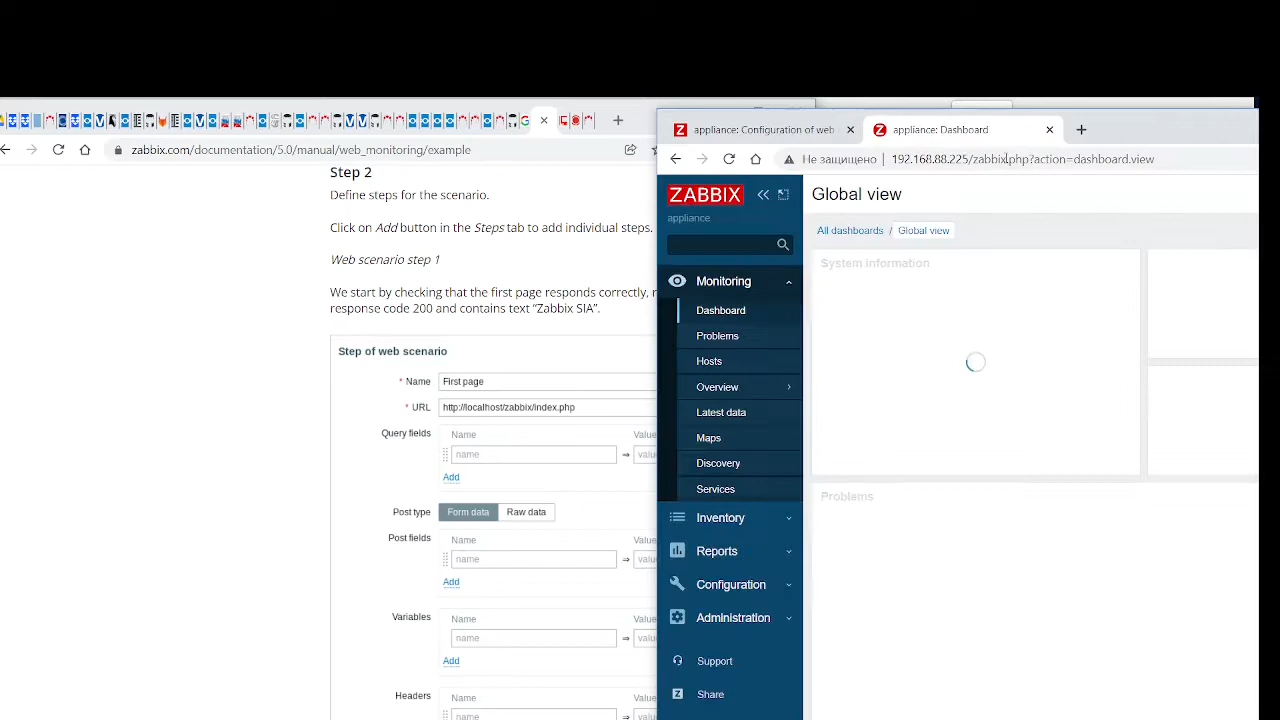 zabbix.com/documentation/5.0/manual/web_monitoring/example
Step 2
Define steps for the scenario.
Click on Add button in the Steps tab to add individual steps.
Web scenario step 1
We start by checking that the first page responds correctly,
response code 200 and contains text “Zabbix SIA”.
Step of web scenario
* Name First page
* URL http://localhost/zabbix/index.php
Query fields Name Value
name ⇒
Add
Post type Form data Raw data
Post fields Name Value
name ⇒
Add
Variables Name Value
name ⇒
Add
Headers Name Value
name ⇒
appliance: Configuration of web
appliance: Dashboard
Не защищено | 192.168.88.225/zabbix.php?action=dashboard.view
ZABBIX
appliance
Monitoring
Dashboard
Problems
Hosts
Overview
Latest data
Maps
Discovery
Services
Inventory
Reports
Configuration
Administration
Support
Share
Global view
All dashboards / Global view
System information
Problems